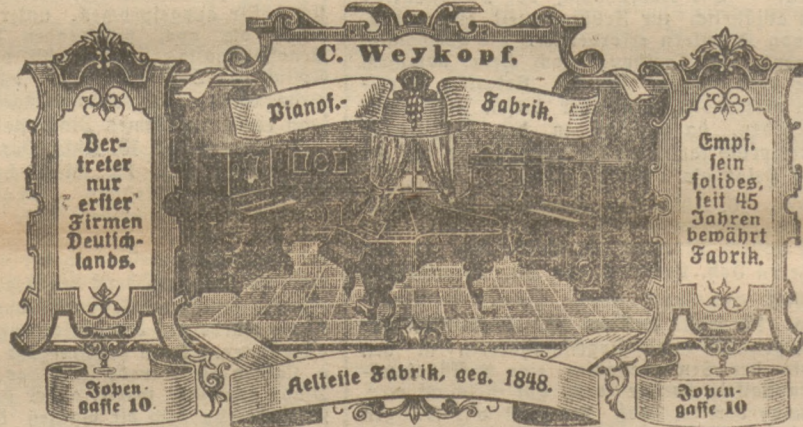 C. Weykopf,
Pianof.- Fabrik.
Ver-
treter
nur
erster
Firmen
Deutsch-
lands.
Empf.
sein
solides,
seit 45
Jahren
bewährt
Fabrik.
Aelteste Fabrik, geg. 1848.
Jopen-
gasse 10.
Jopen-
gasse 10